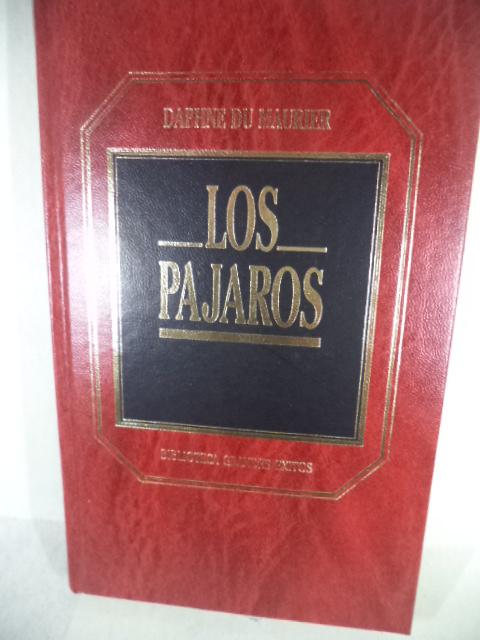 DAPHNE DU MAURIER
LOS
PAJAROS
BIBLIOTECA GRANDES EXITOS